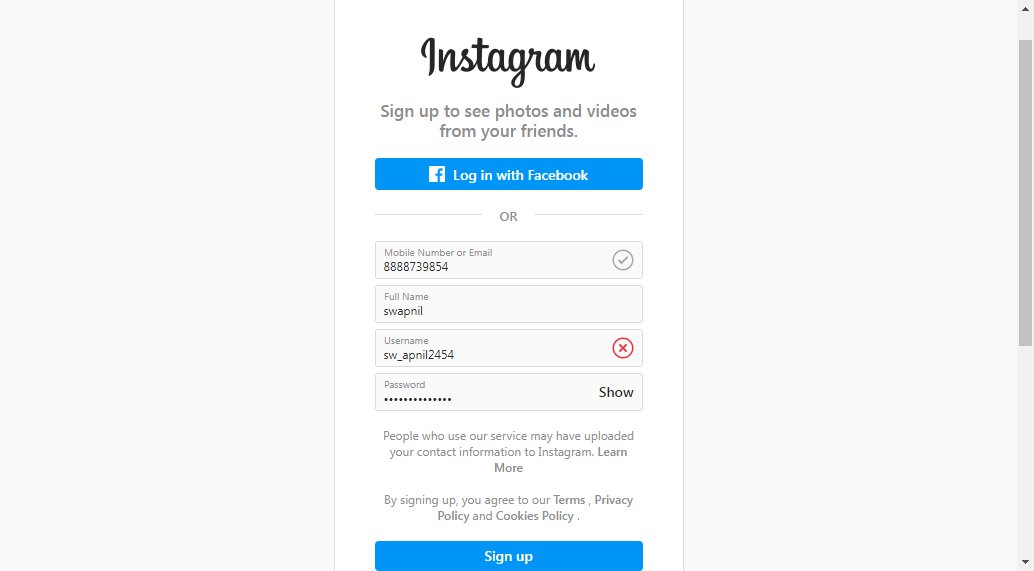 Instagram
Sign up to see photos and videos
from your friends.
Log in with Facebook
OR
Mobile Number or Email
8888739854
Full Name
swapnil
Username
sw_apnil2454
Password
••••••••••••••
Show
People who use our service may have uploaded
your contact information to Instagram. Learn
More
By signing up, you agree to our Terms , Privacy
Policy and Cookies Policy .
Sign up